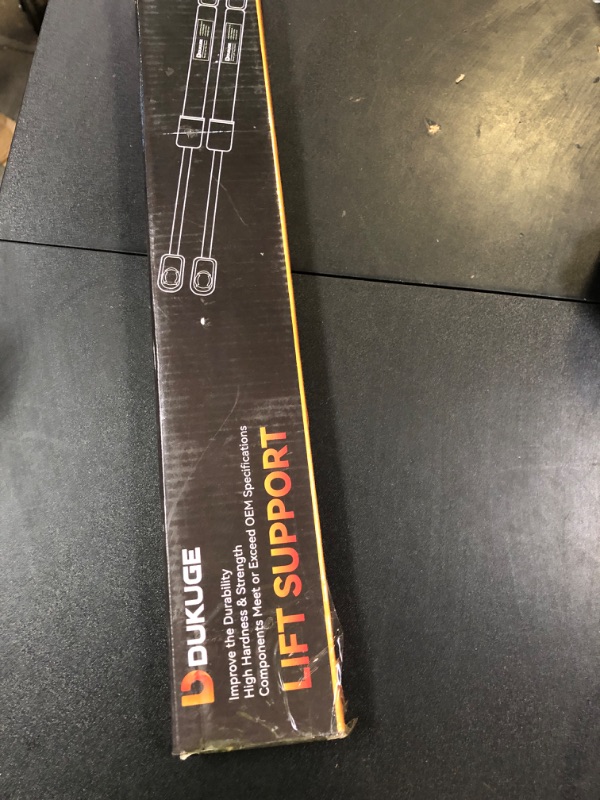 DUKUGE
Improve the Durability
High Hardness & Strength
Components Meet or Exceed OEM Specifications
LIFT SUPPORT